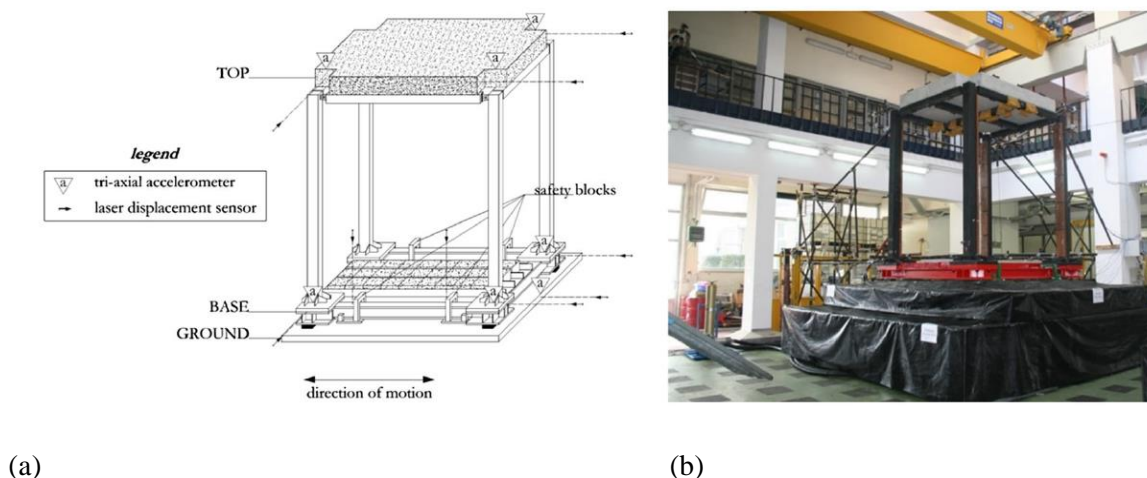 a
a
a
TOP
legend
a tri-axial accelerometer
laser displacement sensor
safety blocks
a
a
a
a
BASE
GROUND
direction of motion
(a)
(b)